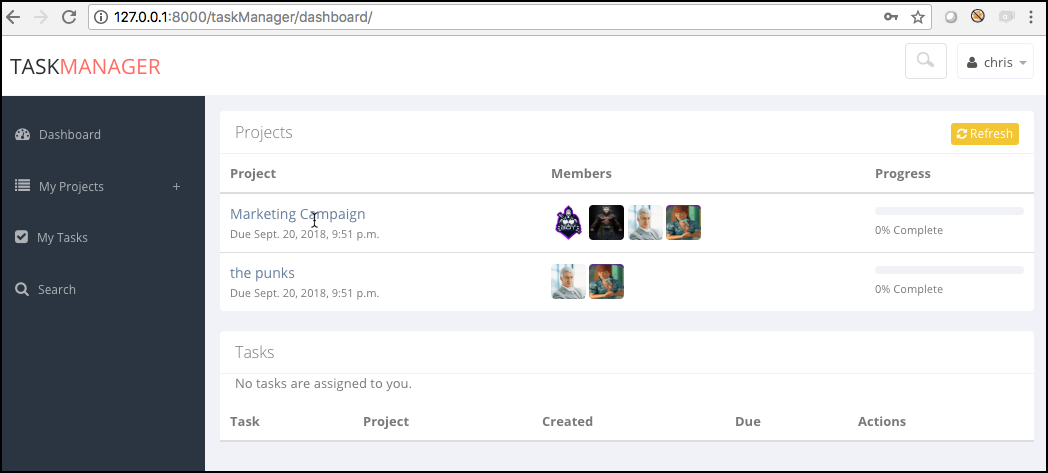 127.0.0.1:8000/taskManager/dashboard/
TASKMANAGER
chris
Dashboard
My Projects +
My Tasks
Search
Projects
Refresh
Project Members Progress
Marketing Campaign
Due Sept. 20, 2018, 9:51 p.m.
0% Complete
the punks
Due Sept. 20, 2018, 9:51 p.m.
0% Complete
Tasks
No tasks are assigned to you.
Task Project Created Due Actions